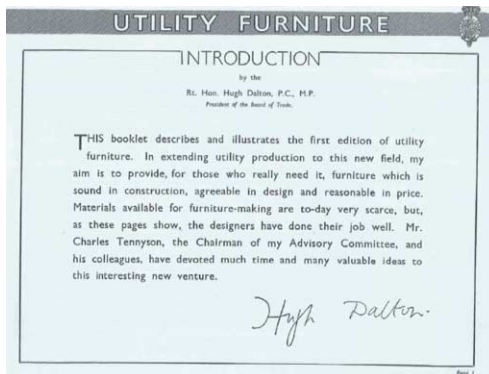 UTILITY FURNITURE
INTRODUCTION
by the
Rt. Hon. Hugh Dalton, P.C., M.P.
President of the Board of Trade.
THIS booklet describes and illustrates the first edition of utility
furniture. In extending utility production to this new field, my
aim is to provide, for those who really need it, furniture which is
sound in construction, agreeable in design and reasonable in price.
Materials available for furniture-making are to-day very scarce, but,
as these pages show, the designers have done their job well. Mr.
Charles Tennyson, the Chairman of my Advisory Committee, and
his colleagues, have devoted much time and many valuable ideas to
this interesting new venture.
Hugh Dalton.